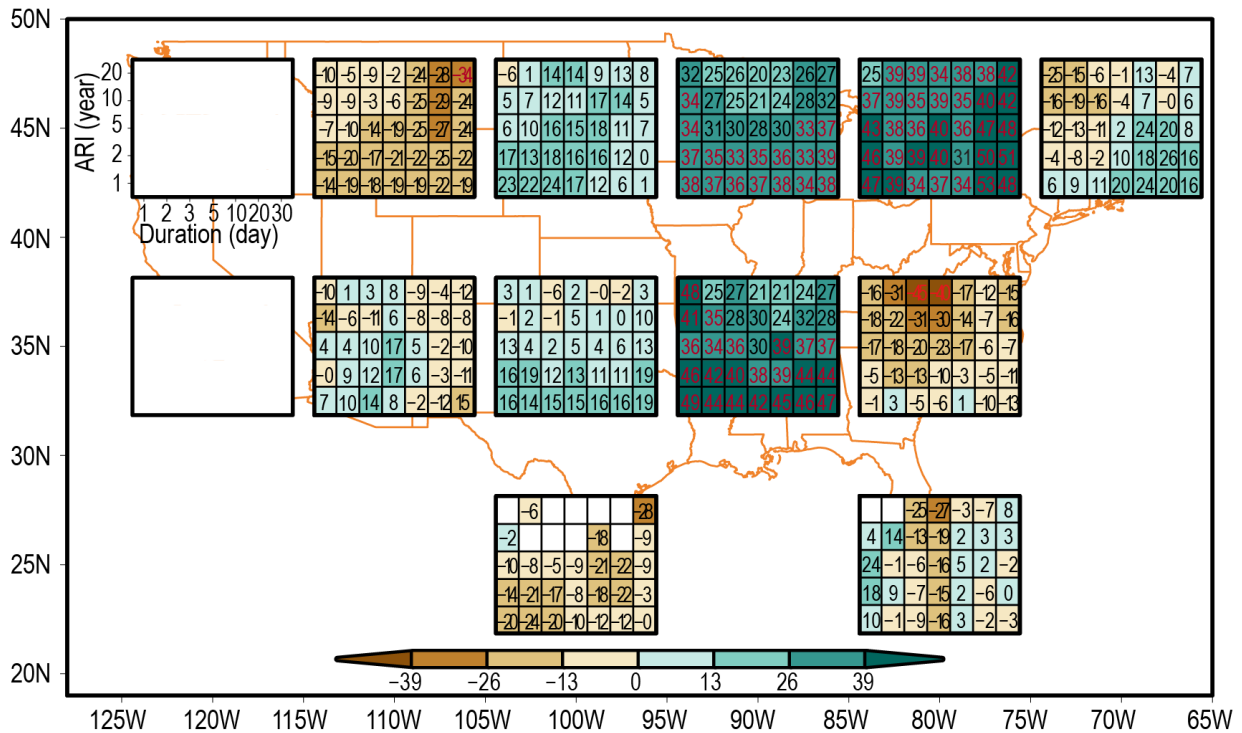 50N
ARI (year)
20 −10 −5 −9 −2 −24 −28 −34 −6 1 14 14 9 13 8 32 25 26 20 23 26 27 25 39 39 34 38 38 42 −25 −15 −6 −1 13 −4 7
10 −9 −9 −3 −6 −25 −29 −24 5 7 12 11 17 14 5 34 27 25 21 24 28 32 37 39 35 39 35 40 42 −16 −19 −16 −4 7 −0 6
45N 5 −7 −10 −14 −19 −25 −27 −24 6 10 16 15 18 11 7 34 31 30 28 30 33 37 43 38 36 40 36 47 48 −12 −13 −11 2 24 20 8
2 −15 −20 −17 −21 −22 −25 −22 17 13 18 16 16 12 0 37 35 33 35 36 33 39 46 39 39 40 31 50 51 −4 −8 −2 10 18 26 16
1 −14 −19 −18 −19 −19 −22 −19 23 22 24 17 12 6 1 38 37 36 37 38 34 38 47 39 34 37 34 53 48 6 9 11 20 24 20 16
1 2 3 5 10 20 30
Duration (day)
40N
−10 1 3 8 −9 −4 −12 3 1 −6 2 −0 −2 3 48 25 27 21 21 24 27 −16 −31 −17 −12 −15
−14 −6 −11 6 −8 −8 −8 −1 2 −1 5 1 0 10 41 35 28 30 24 32 28 −18 −22 −31 −30 −14 7 −16
35N 4 4 10 17 5 −2 −10 13 4 2 5 4 6 13 36 34 36 30 39 37 37 −17 −18 −20 −23 −17 −6 −7
−0 9 12 17 6 −3 −11 16 19 12 13 11 11 19 46 42 40 38 39 44 44 −5 −13 −13 −10 −3 −5 −11
7 10 14 8 −2 −12 15 16 14 15 15 16 16 19 49 44 44 42 45 46 47 −1 3 −5 −6 1 −10 −13
30N
−6 −28 −25 −27 −3 −7 8
−2 −18 −9 4 14 −13 −19 2 3 3
25N −10 −8 −5 −9 −21 −22 −9 24 −1 −6 −16 5 2 −2
−14 −21 −17 −8 −18 −22 −3 18 9 −7 −15 2 −6 0
−20 −24 −20 −10 −12 −12 −0 10 −1 −9 −16 3 −2 −3
20N −39 −26 −13 0 13 26 39
125W 120W 115W 110W 105W 100W 95W 90W 85W 80W 75W 70W 65W